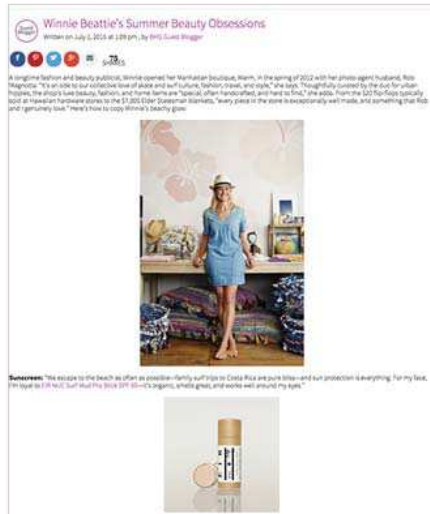 Guest Blogger
Winnie Beattie's Summer Beauty Obsessions
Written on July 2, 2015 at 1:09 pm , by BHG Guest Blogger
73
SHARES
A longtime fashion and beauty publicist, Winnie opened her Manhattan boutique, Warm, in the spring of 2012 with her photo-agent husband, Rob
Magnotta. "It's an ode to our collective love of skate and surf culture, fashion, travel, and style," she says. Thoughtfully curated by the duo for urban
hippies, the shop's luxe beauty, fashion, and home items are "special, often handcrafted, and hard to find," she adds. From the $20 flip-flops typically
sold at Hawaiian hardware stores to the $1,800 Elder Statesman blankets, "every piece in the store is exceptionally well made, and something that Rob
and I genuinely love." Here's how to copy Winnie's beachy glow:
Sunscreen: "We escape to the beach as often as possible—family surf trips to Costa Rica are pure bliss—and sun protection is everything. For my face,
I'm loyal to EiR NYC Surf Mud Pro Stick SPF 30—it's organic, smells great, and works well around my eyes."